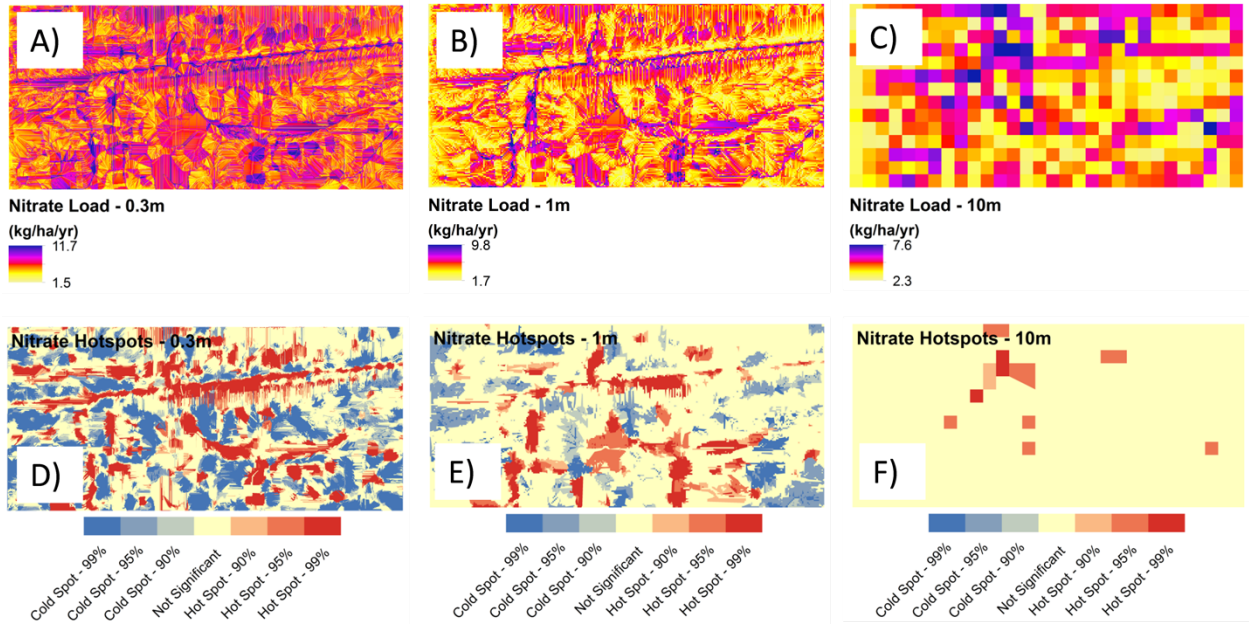 A)
B)
C)
Nitrate Load - 0.3m
(kg/ha/yr)
11.7
1.5
Nitrate Load - 1m
(kg/ha/yr)
9.8
1.7
Nitrate Load - 10m
(kg/ha/yr)
7.6
2.3
Nitrate Hotspots - 0.3m
D)
Cold Spot - 99%
Cold Spot - 95%
Cold Spot - 90%
Not Significant
Hot Spot - 90%
Hot Spot - 95%
Hot Spot - 99%
Nitrate Hotspots - 1m
E)
Cold Spot - 99%
Cold Spot - 95%
Cold Spot - 90%
Not Significant
Hot Spot - 90%
Hot Spot - 95%
Hot Spot - 99%
Nitrate Hotspots - 10m
F)
Cold Spot - 99%
Cold Spot - 95%
Cold Spot - 90%
Not Significant
Hot Spot - 90%
Hot Spot - 95%
Hot Spot - 99%